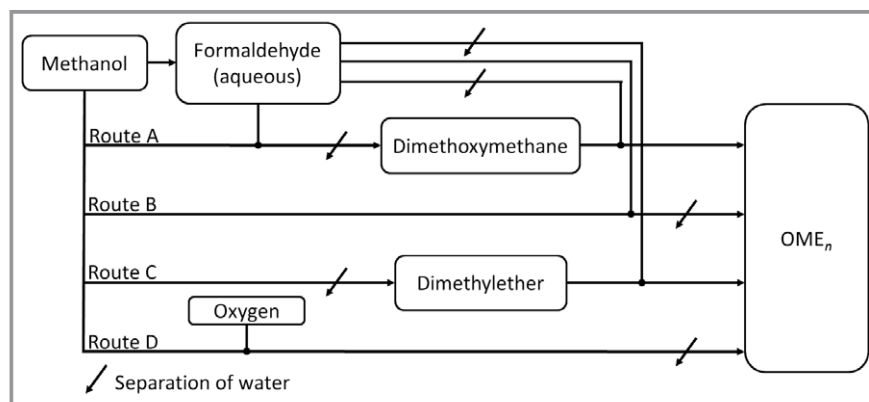 Methanol
Formaldehyde
(aqueous)
Route A
Dimethoxymethane
Route B
OMEn
Route C
Dimethylether
Oxygen
Route D
Separation of water